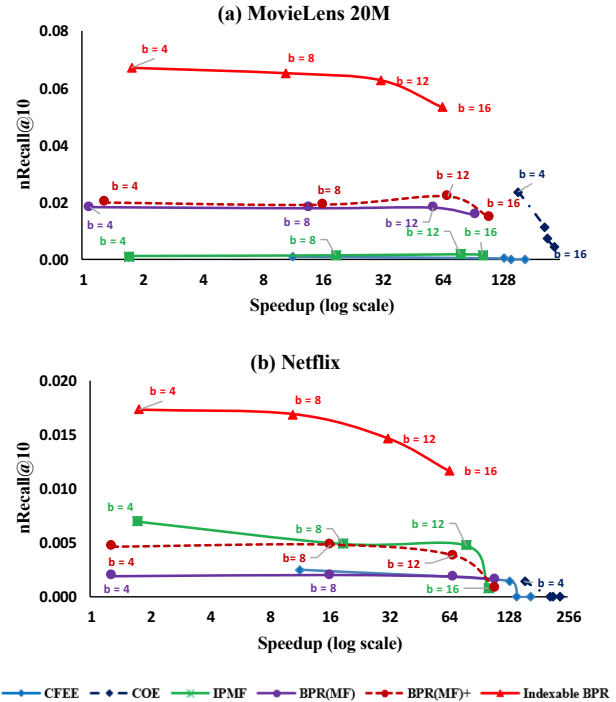 (a) MovieLens 20M
nRecall@10
0.08
0.06
0.04
0.02
0.00
b = 4
b = 8
b = 12
b = 16
b = 4
b = 8
b = 12
b = 16
b = 4
b = 8
b = 12
b = 4
b = 8
b = 12
b = 16
b = 4
b = 16
1 2 4 8 16 32 64 128
Speedup (log scale)
(b) Netflix
nRecall@10
0.020
0.015
0.010
0.005
0.000
b = 4
b = 8
b = 12
b = 16
b = 4
b = 8
b = 12
b = 16
b = 4
b = 8
b = 12
b = 4
b = 8
b = 4
1 2 4 8 16 32 64 128 256
Speedup (log scale)
CFEE COE IPMF BPR(MF) BPR(MF)+ Indexable BPR